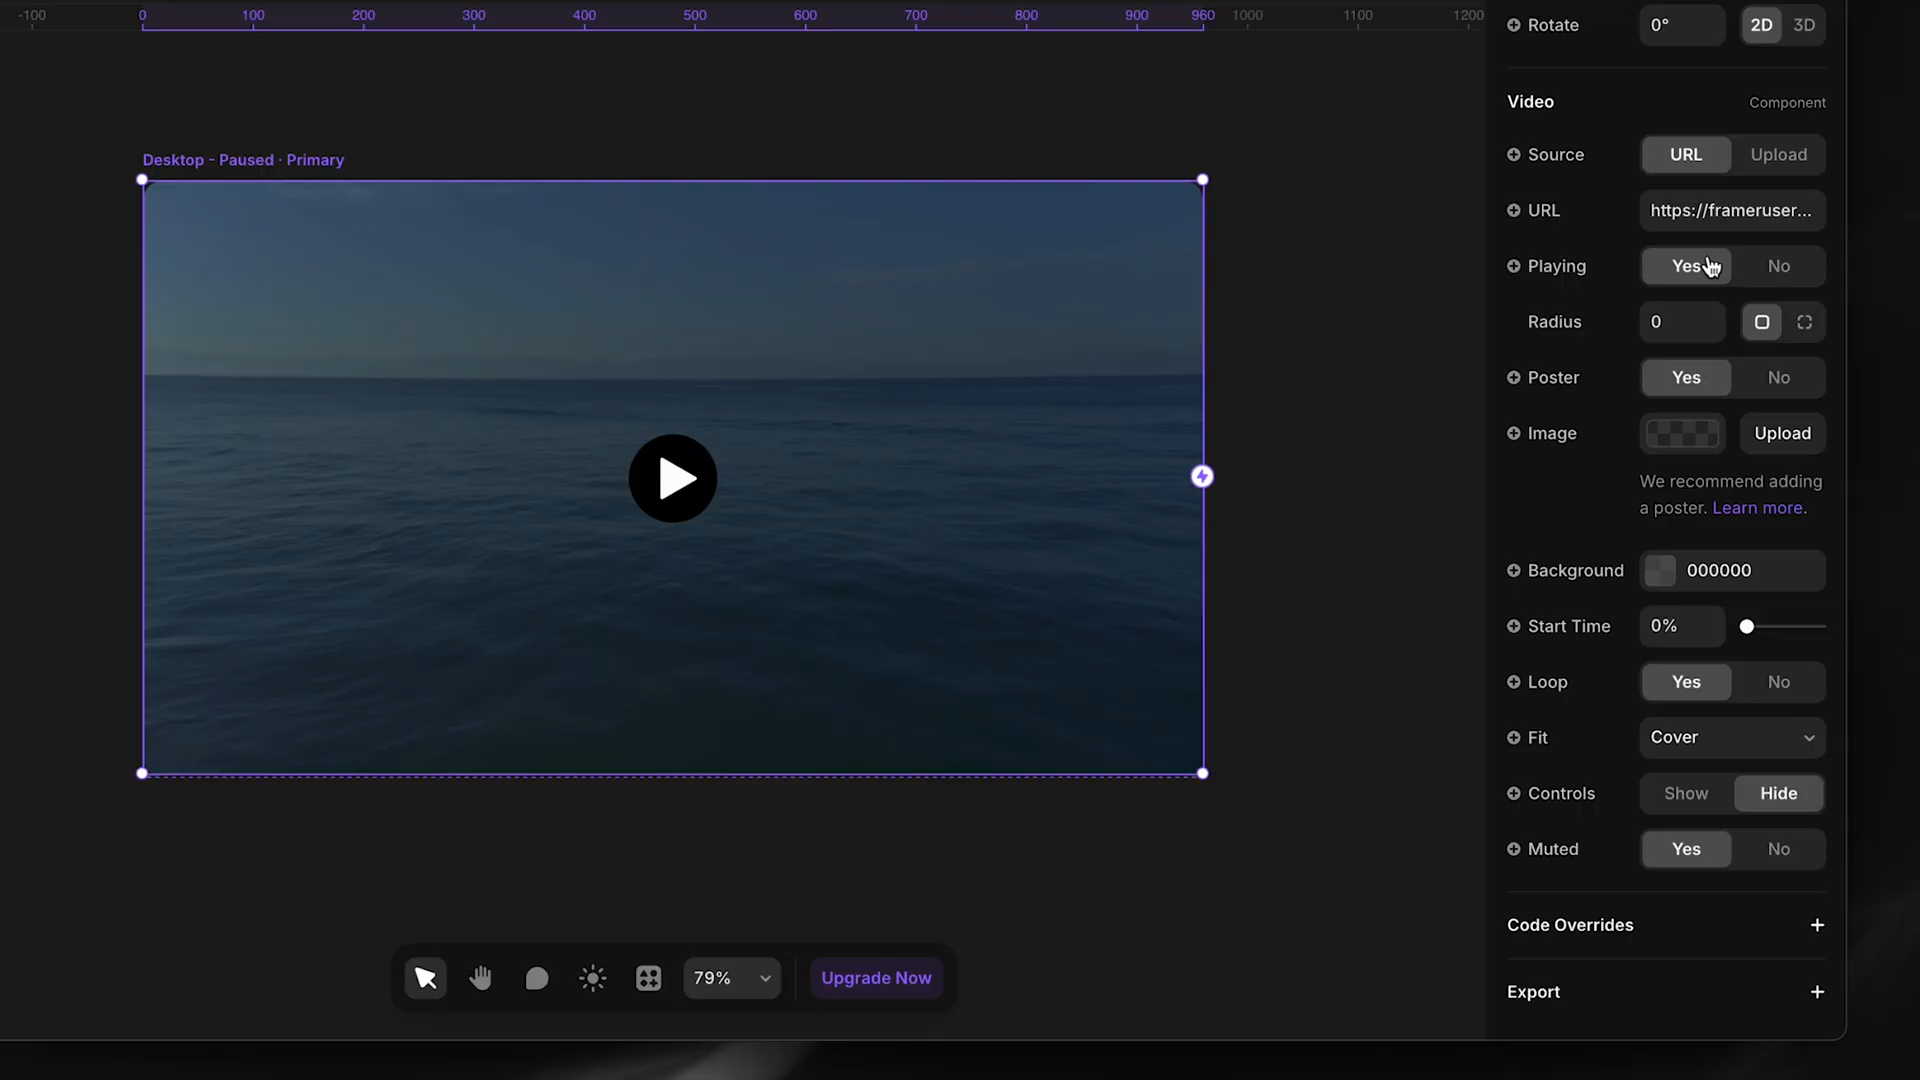 -100 0 100 200 300 400 500 600 700 800 900 960 1000 1100 1200
Rotate 0° 2D 3D
Video Component
Desktop - Paused · Primary
Source URL Upload
URL https://frameruser...
Playing Yes No
Radius 0
Poster Yes No
Image Upload
We recommend adding
a poster. Learn more.
Background 000000
Start Time 0%
Loop Yes No
Fit Cover
Controls Show Hide
Muted Yes No
Code Overrides +
79% Upgrade Now
Export +